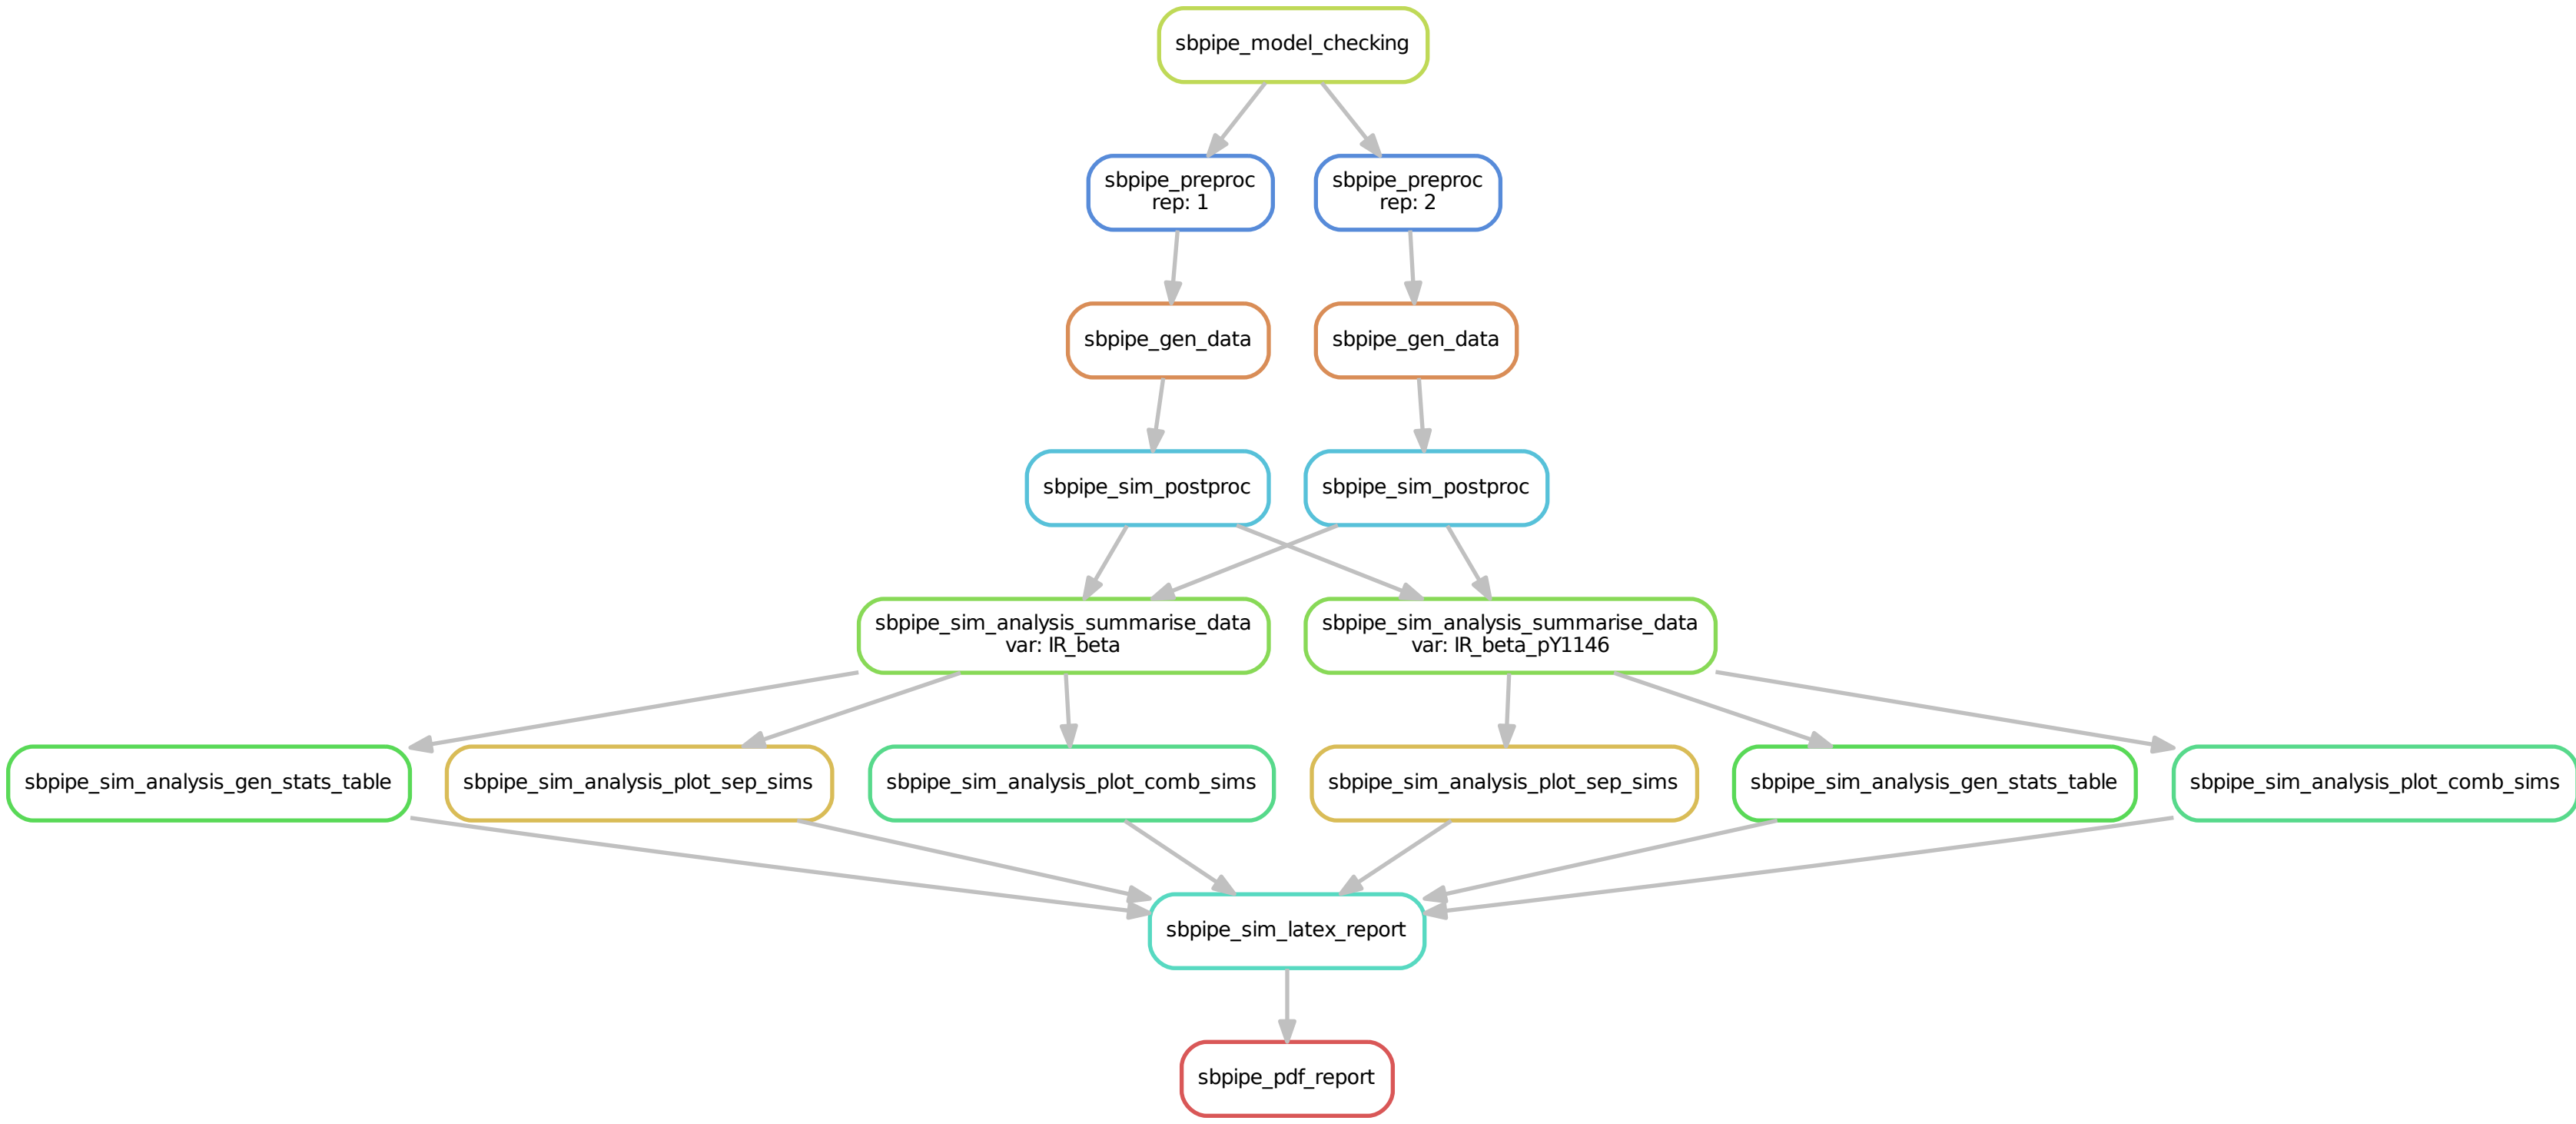 sbpipe_model_checking
sbpipe_preproc
rep: 1
sbpipe_preproc
rep: 2
sbpipe_gen_data
sbpipe_gen_data
sbpipe_sim_postproc
sbpipe_sim_postproc
sbpipe_sim_analysis_summarise_data
var: IR_beta
sbpipe_sim_analysis_summarise_data
var: IR_beta_pY1146
sbpipe_sim_analysis_gen_stats_table
sbpipe_sim_analysis_plot_sep_sims
sbpipe_sim_analysis_plot_comb_sims
sbpipe_sim_analysis_plot_sep_sims
sbpipe_sim_analysis_gen_stats_table
sbpipe_sim_analysis_plot_comb_sims
sbpipe_sim_latex_report
sbpipe_pdf_report